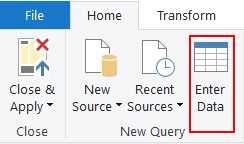 File Home Transform
Close & New Recent Enter
Apply Source Sources Data
Close New Query